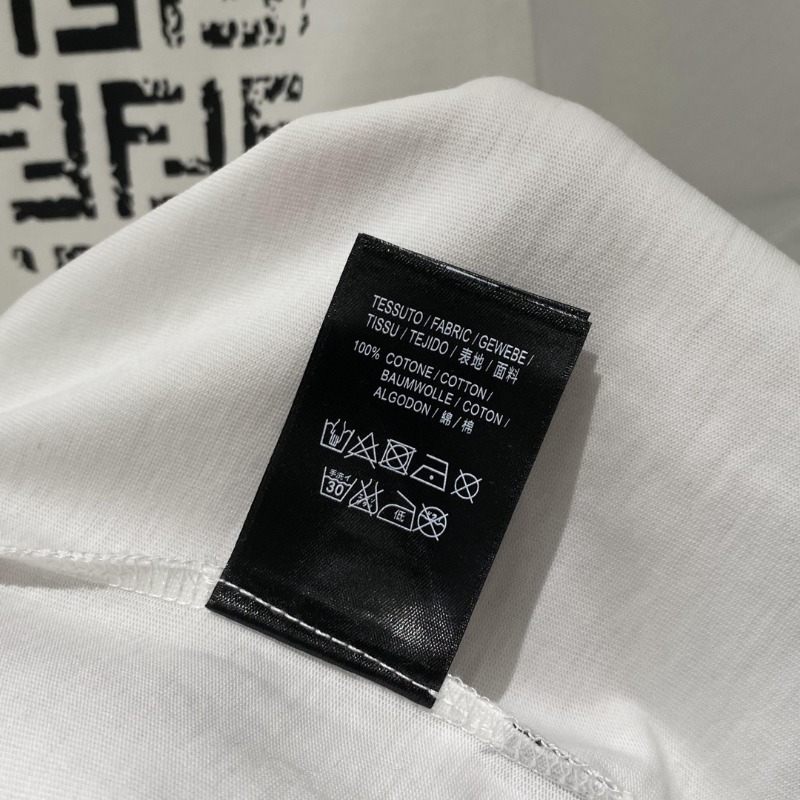 TESSUTO / FABRIC / GEWEBE /
TISSU / TEJIDO / 表地 / 面料
100% COTONE / COTTON /
BAUMWOLLE / COTON /
ALGODON / 綿 / 棉
手洗イ
30
低